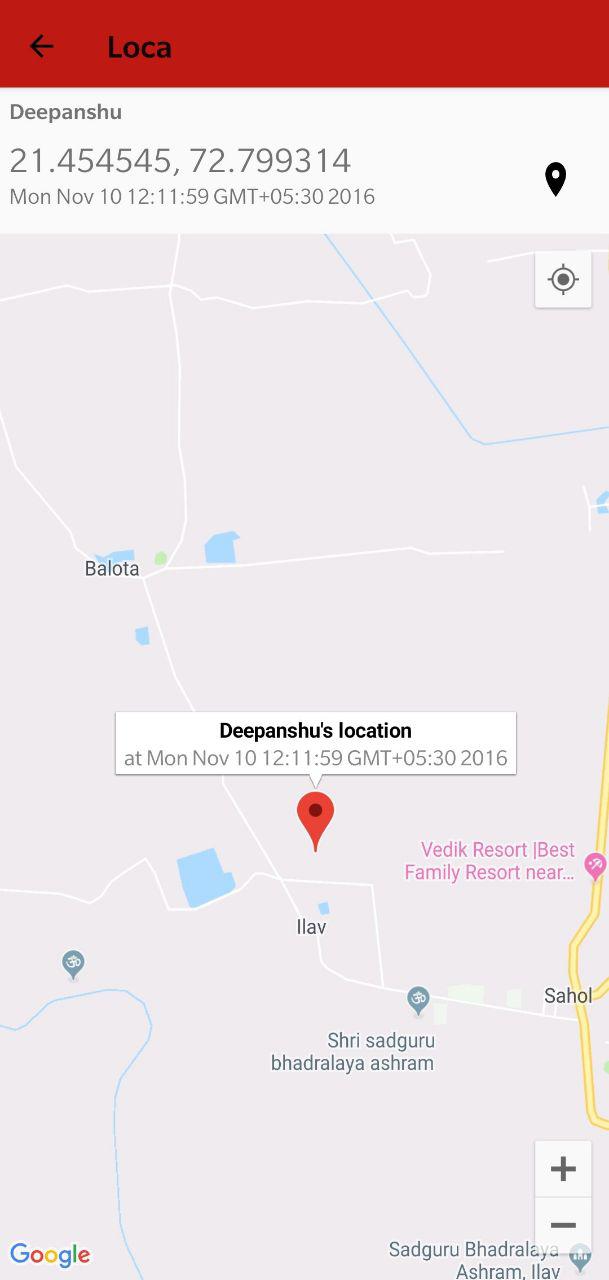 Loca
Deepanshu
21.454545, 72.799314
Mon Nov 10 12:11:59 GMT+05:30 2016
Balota
Deepanshu's location
at Mon Nov 10 12:11:59 GMT+05:30 2016
Vedik Resort |Best
Family Resort near...
Ilav
Sahol
Shri sadguru
bhadralaya ashram
Sadguru Bhadralaya
Ashram, Ilav
Google